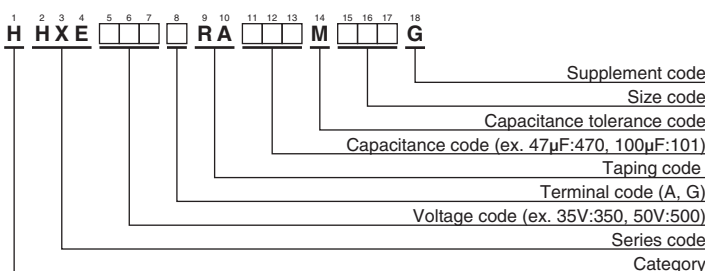 1 2 3 4 5 6 7 8 9 10 11 12 13 14 15 16 17 18
H HXE □□□ □ RA □□□ M □□□ G
Supplement code
Size code
Capacitance tolerance code
Capacitance code (ex. 47µF:470, 100µF:101)
Taping code
Terminal code (A, G)
Voltage code (ex. 35V:350, 50V:500)
Series code
Category